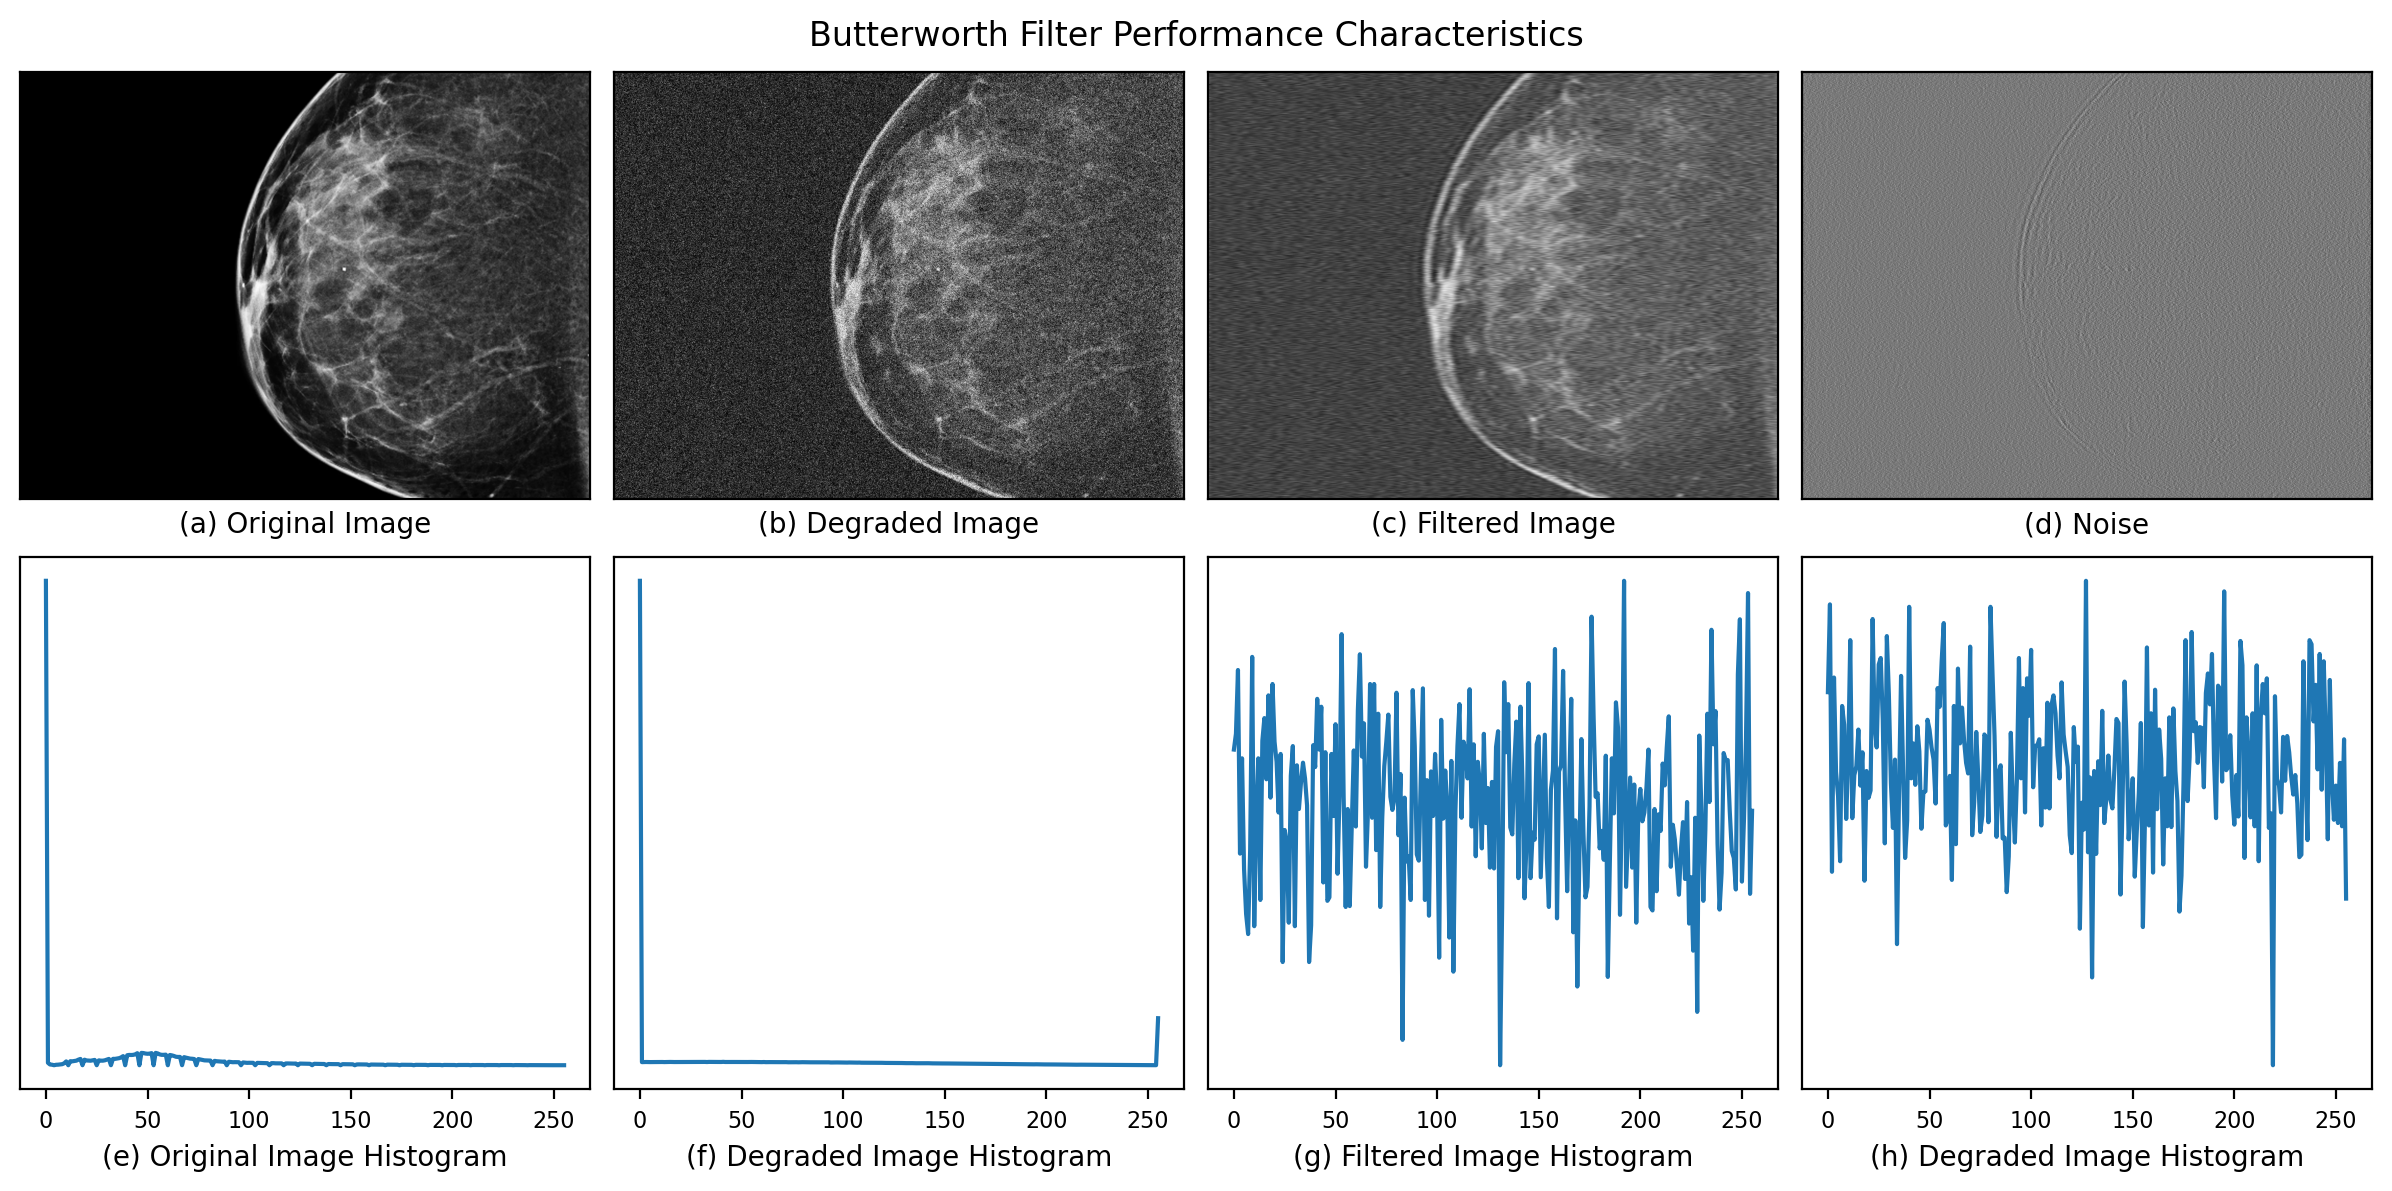 Butterworth Filter Performance Characteristics
(a) Original Image
(b) Degraded Image
(c) Filtered Image
(d) Noise
0 50 100 150 200 250
(e) Original Image Histogram
0 50 100 150 200 250
(f) Degraded Image Histogram
0 50 100 150 200 250
(g) Filtered Image Histogram
0 50 100 150 200 250
(h) Degraded Image Histogram